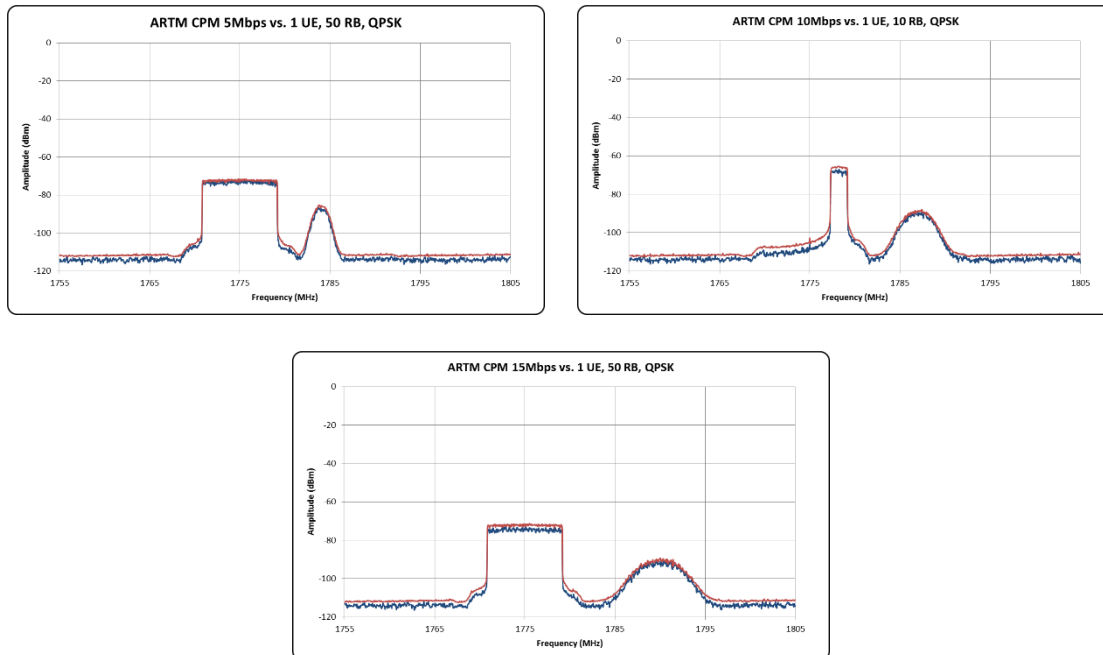 ARTM CPM 5Mbps vs. 1 UE, 50 RB, QPSK
0
-20
-40
-60
-80
-100
-120
Amplitude (dBm)
1755 1765 1775 1785 1795 1805
Frequency (MHz)
ARTM CPM 10Mbps vs. 1 UE, 10 RB, QPSK
0
-20
-40
-60
-80
-100
-120
Amplitude (dBm)
1755 1765 1775 1785 1795 1805
Frequency (MHz)
ARTM CPM 15Mbps vs. 1 UE, 50 RB, QPSK
0
-20
-40
-60
-80
-100
-120
Amplitude (dBm)
1755 1765 1775 1785 1795 1805
Frequency (MHz)